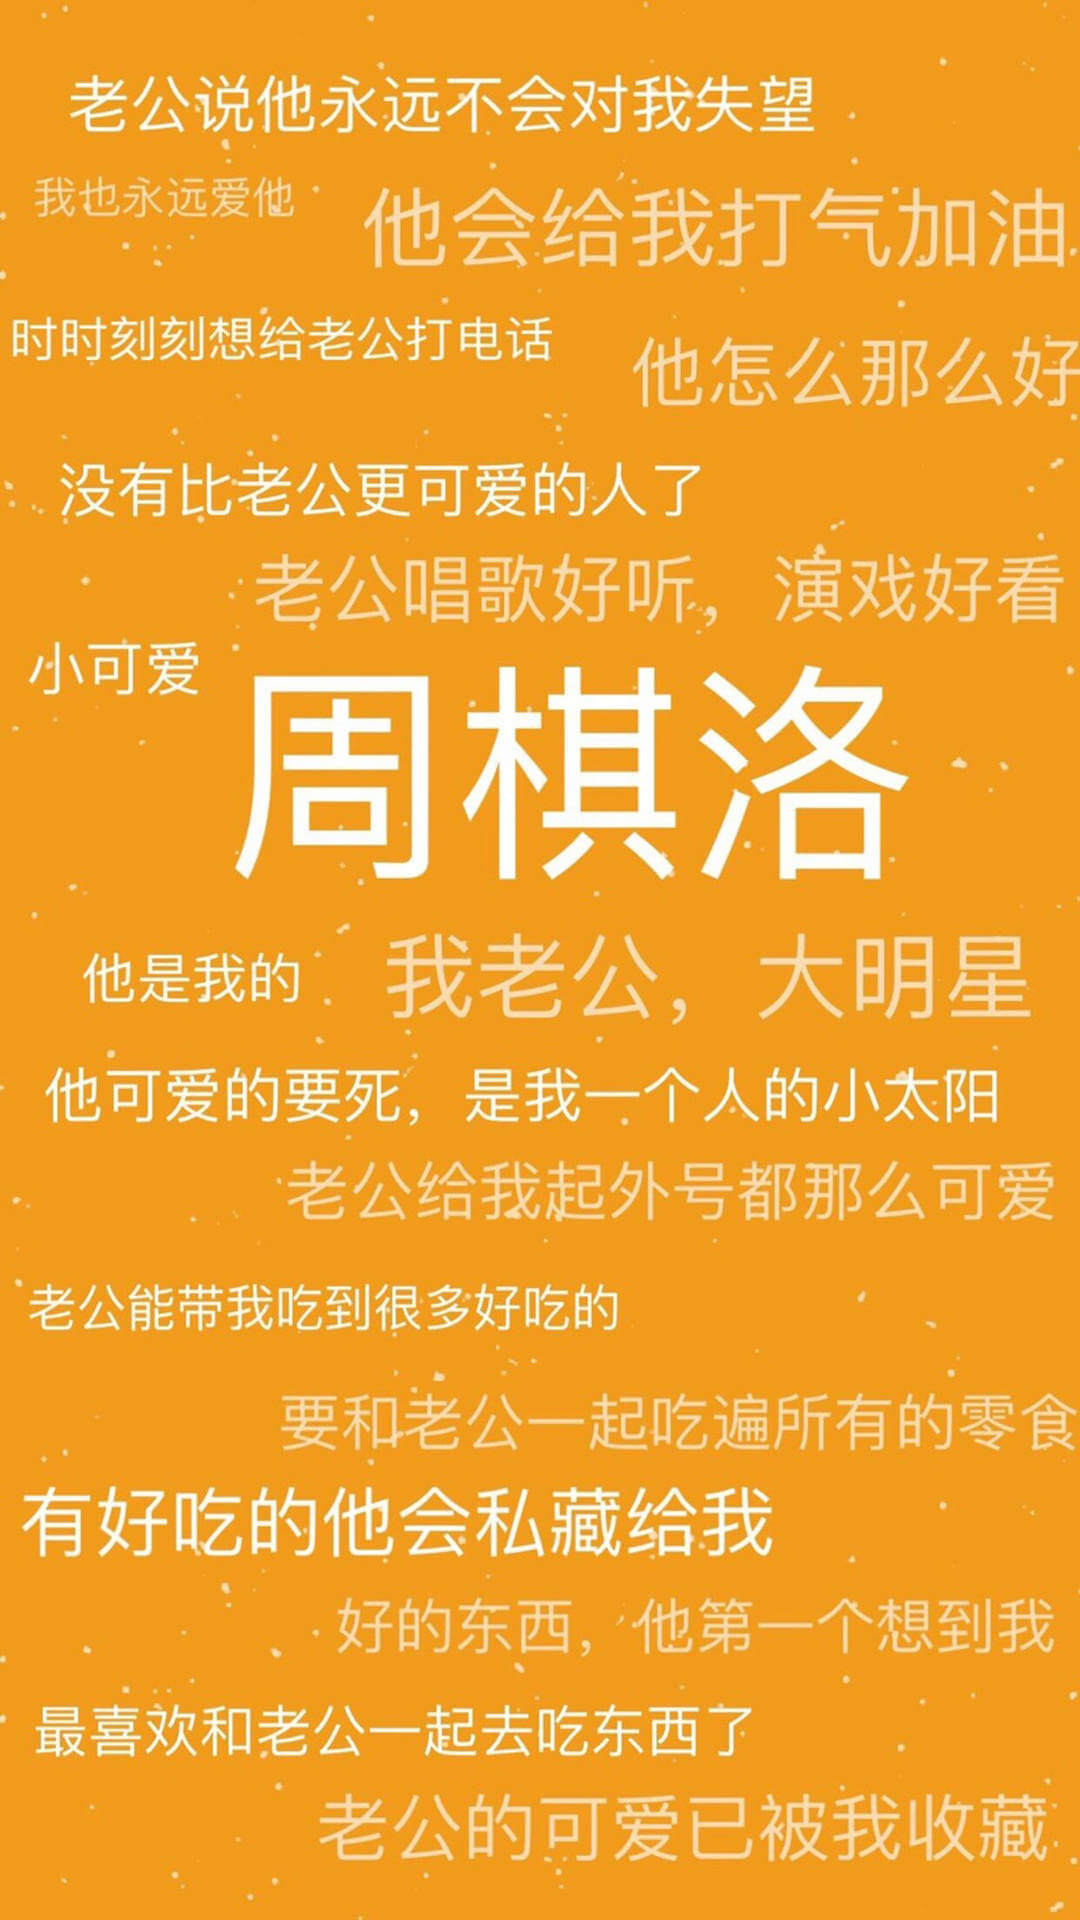 老公说他永远不会对我失望
我也永远爱他
他会给我打气加油
时时刻刻想给老公打电话
他怎么那么好
没有比老公更可爱的人了
老公唱歌好听，演戏好看
小可爱
周棋洛
他是我的
我老公，大明星
他可爱的要死，是我一个人的小太阳
老公给我起外号都那么可爱
老公能带我吃到很多好吃的
要和老公一起吃遍所有的零食
有好吃的他会私藏给我
好的东西，他第一个想到我
最喜欢和老公一起去吃东西了
老公的可爱已被我收藏